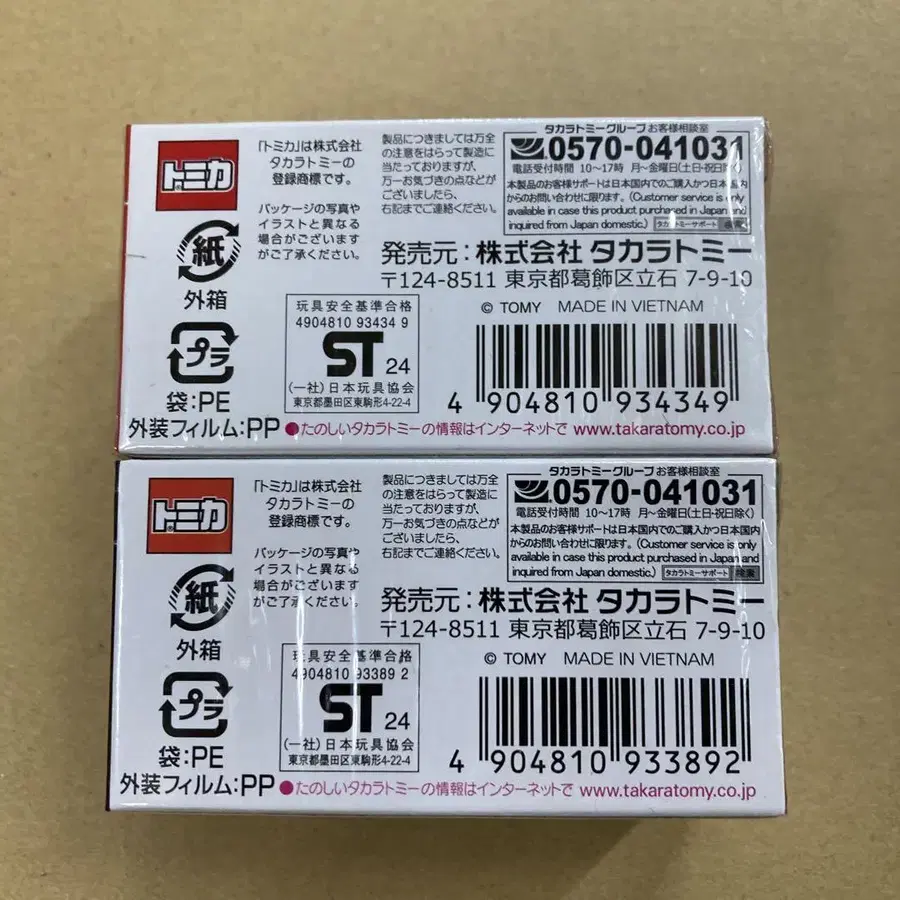 トミカ
「トミカ」は株式会社
タカラトミーの
登録商標です。
パッケージの写真や
イラストと異なる
場合がございます
がご了承ください。
製品につきましては万全
の注意をはらって製造に
当たっておりますが、
万一お気づきの点などが
ございましたら、
右記までご連絡ください。
タカラトミーグループ お客様相談室
0570-041031
電話受付時間 10〜17時 月〜金曜日(土日・祝日除く)
本製品のお客様サポートは日本国内でのご購入かつ日本国内
からのお問い合わせに限ります。(Customer service is only
available in case this product purchased in Japan and
inquired from Japan domestic.) タカラトミーサポート 検索
発売元:株式会社 タカラトミー
〒124-8511 東京都葛飾区立石 7-9-10
紙
外箱
プラ
袋:PE
外装フィルム:PP
玩具安全基準合格
4904810 93434 9
ST 24
(一社)日本玩具協会
東京都墨田区東駒形4-22-4
© TOMY MADE IN VIETNAM
4 904810 934349
●たのしいタカラトミーの情報はインターネットで www.takaratomy.co.jp
トミカ
「トミカ」は株式会社
タカラトミーの
登録商標です。
パッケージの写真や
イラストと異なる
場合がございます
がご了承ください。
製品につきましては万全
の注意をはらって製造に
当たっておりますが、
万一お気づきの点などが
ございましたら、
右記までご連絡ください。
タカラトミーグループ お客様相談室
0570-041031
電話受付時間 10〜17時 月〜金曜日(土日・祝日除く)
本製品のお客様サポートは日本国内でのご購入かつ日本国内
からのお問い合わせに限ります。(Customer service is only
available in case this product purchased in Japan and
inquired from Japan domestic.) タカラトミーサポート 検索
発売元:株式会社 タカラトミー
〒124-8511 東京都葛飾区立石 7-9-10
紙
外箱
プラ
袋:PE
外装フィルム:PP
玩具安全基準合格
4904810 93389 2
ST 24
(一社)日本玩具協会
東京都墨田区東駒形4-22-4
© TOMY MADE IN VIETNAM
4 904810 933892
●たのしいタカラトミーの情報はインターネットで www.takaratomy.co.jp